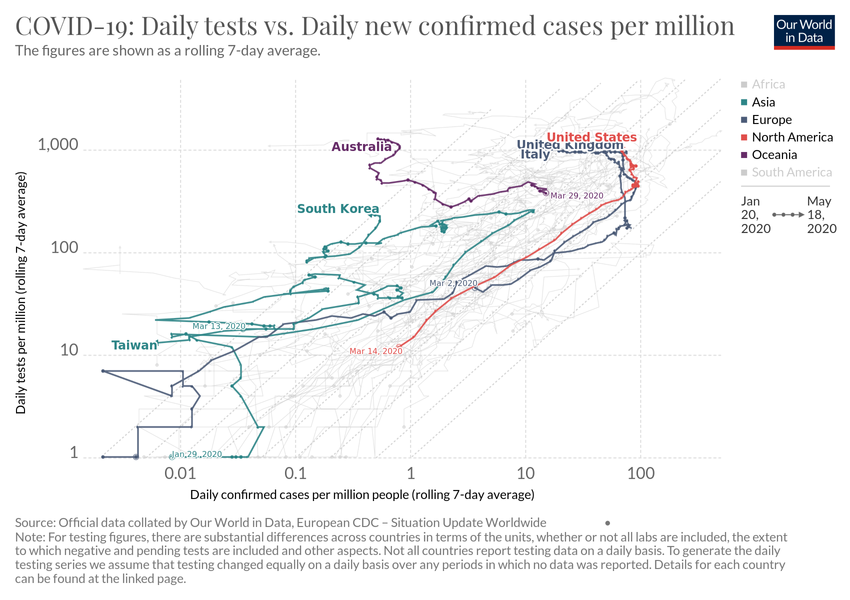 COVID-19: Daily tests vs. Daily new confirmed cases per million
The figures are shown as a rolling 7-day average.
Our World
in Data
Africa
Asia
Europe
North America
Oceania
South America
Jan
20,
2020
May
18,
2020
Daily tests per million (rolling 7-day average)
1,000
100
10
1
United States
United Kingdom
Italy
Australia
Mar 29, 2020
South Korea
Mar 2, 2020
Mar 13, 2020
Taiwan
Mar 14, 2020
Jan 29, 2020
0.01
0.1
1
10
100
Daily confirmed cases per million people (rolling 7-day average)
Source: Official data collated by Our World in Data, European CDC – Situation Update Worldwide
Note: For testing figures, there are substantial differences across countries in terms of the units, whether or not all labs are included, the extent
to which negative and pending tests are included and other aspects. Not all countries report testing data on a daily basis. To generate the daily
testing series we assume that testing changed equally on a daily basis over any periods in which no data was reported. Details for each country
can be found at the linked page.